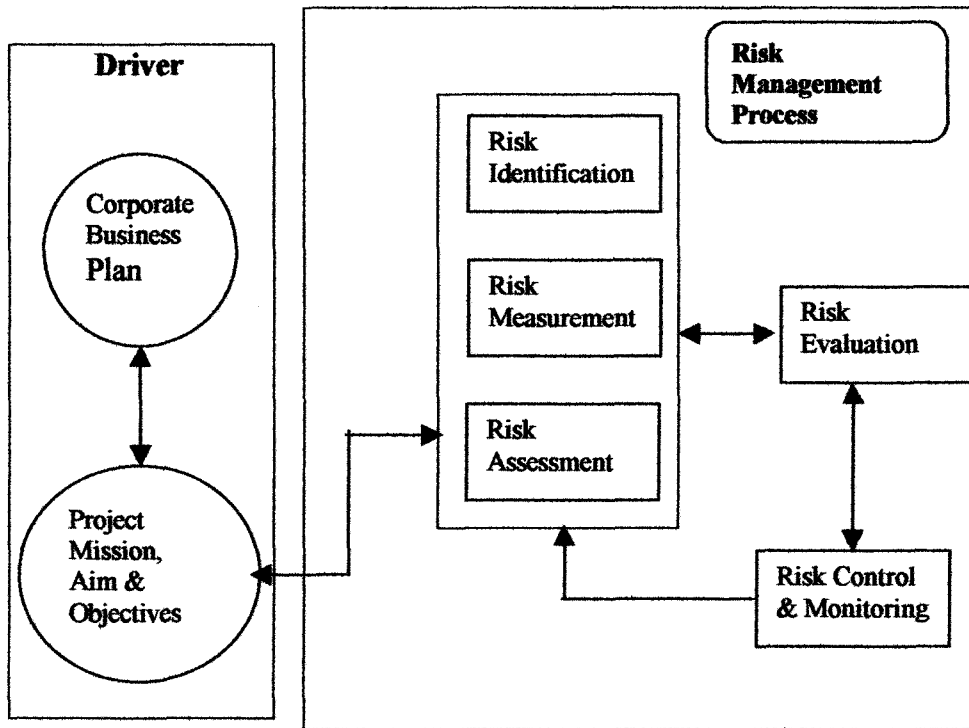 Driver
Corporate
Business
Plan
Project
Mission,
Aim &
Objectives
Risk
Management
Process
Risk
Identification
Risk
Measurement
Risk
Assessment
Risk
Evaluation
Risk Control
& Monitoring